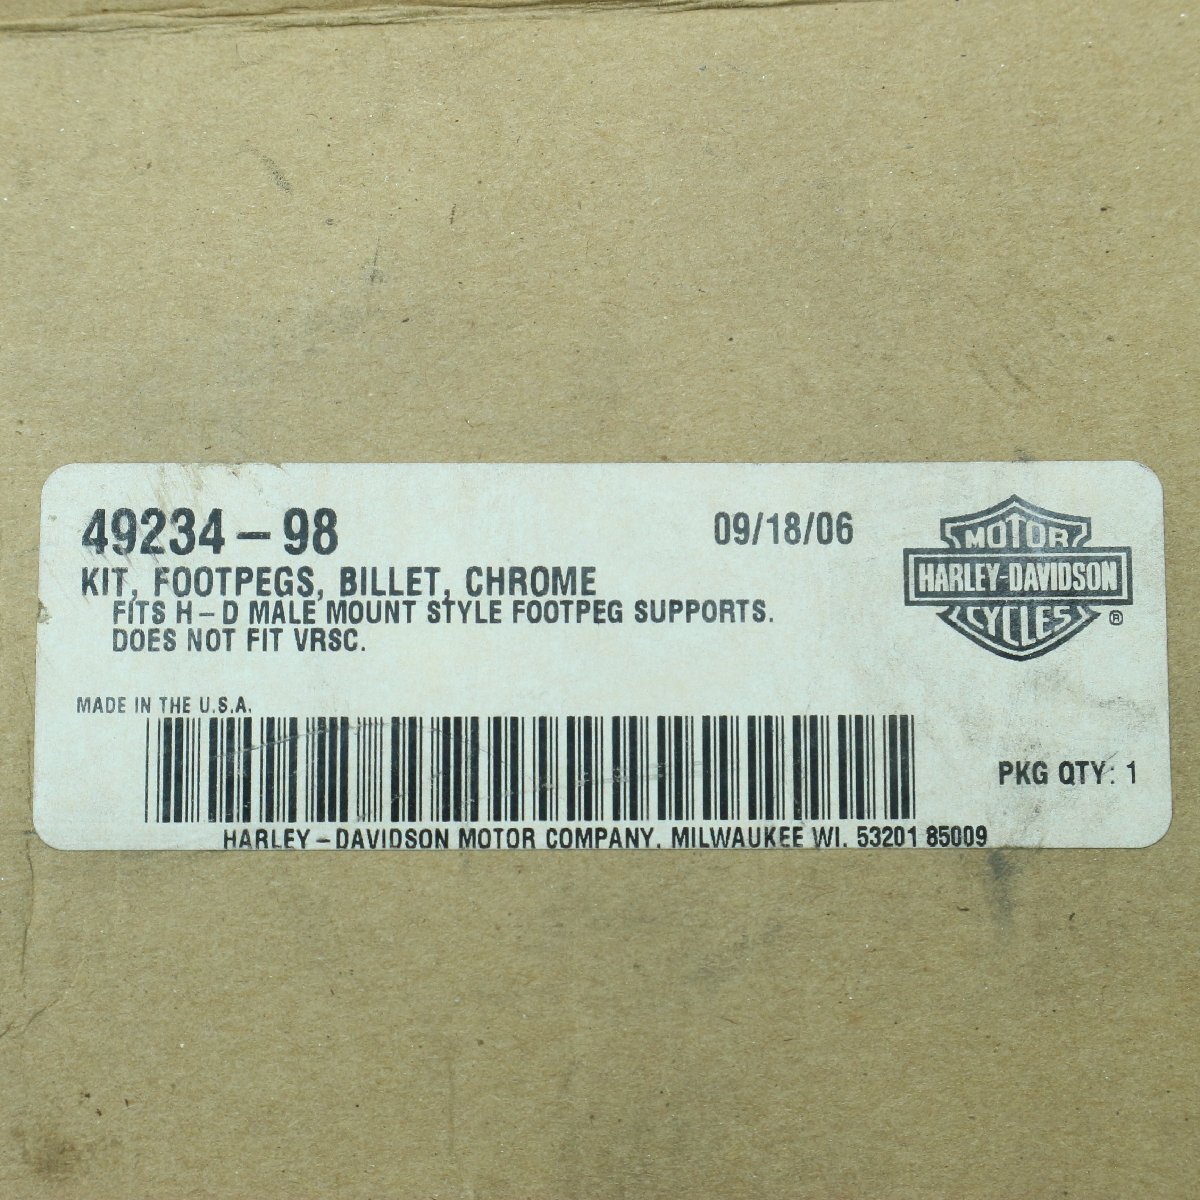 49234-98
09/18/06
KIT, FOOTPEGS, BILLET, CHROME
FITS H-D MALE MOUNT STYLE FOOTPEG SUPPORTS.
DOES NOT FIT VRSC.
MOTOR
HARLEY-DAVIDSON
CYCLES
®
MADE IN THE U.S.A.
PKG QTY: 1
HARLEY-DAVIDSON MOTOR COMPANY, MILWAUKEE WI. 53201 85009